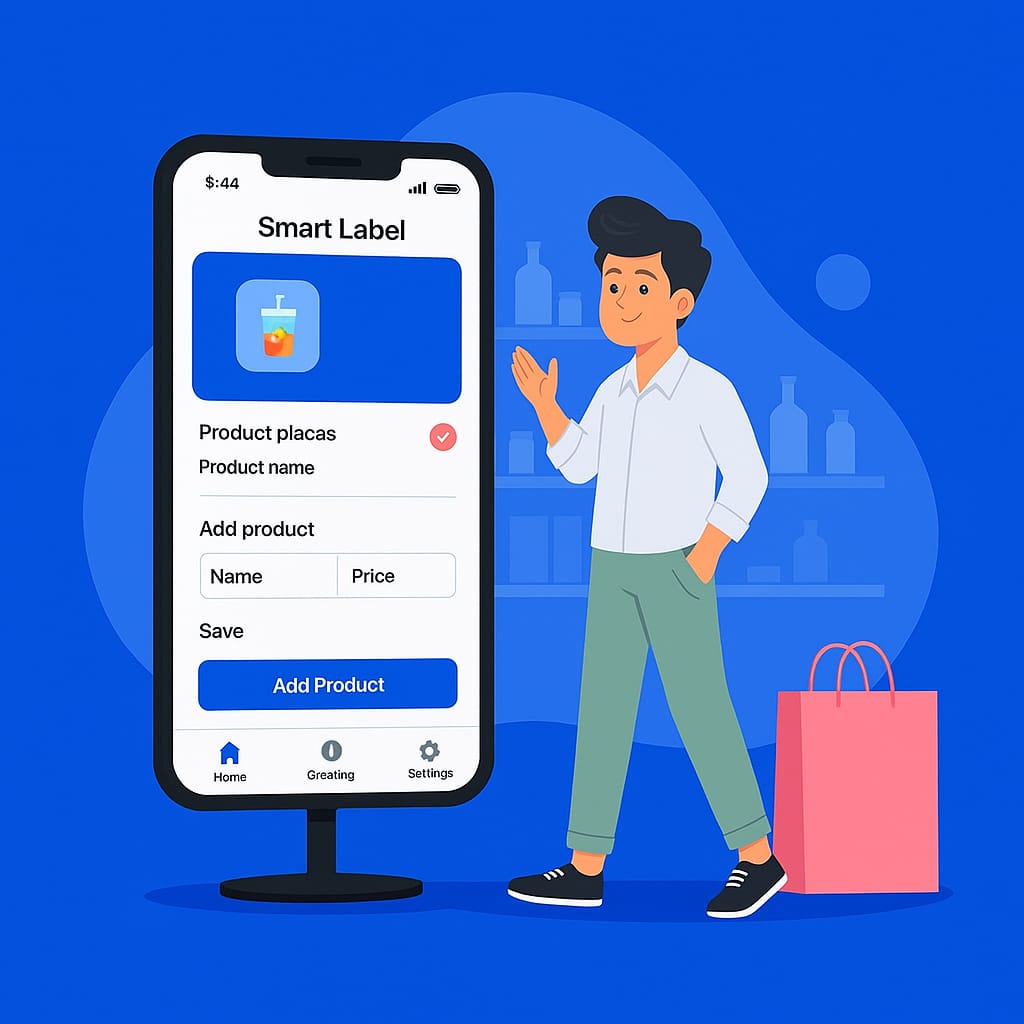 $:44
Smart Label
Product placas
Product name
Add product
Name Price
Save
Add Product
Home Greating Settings